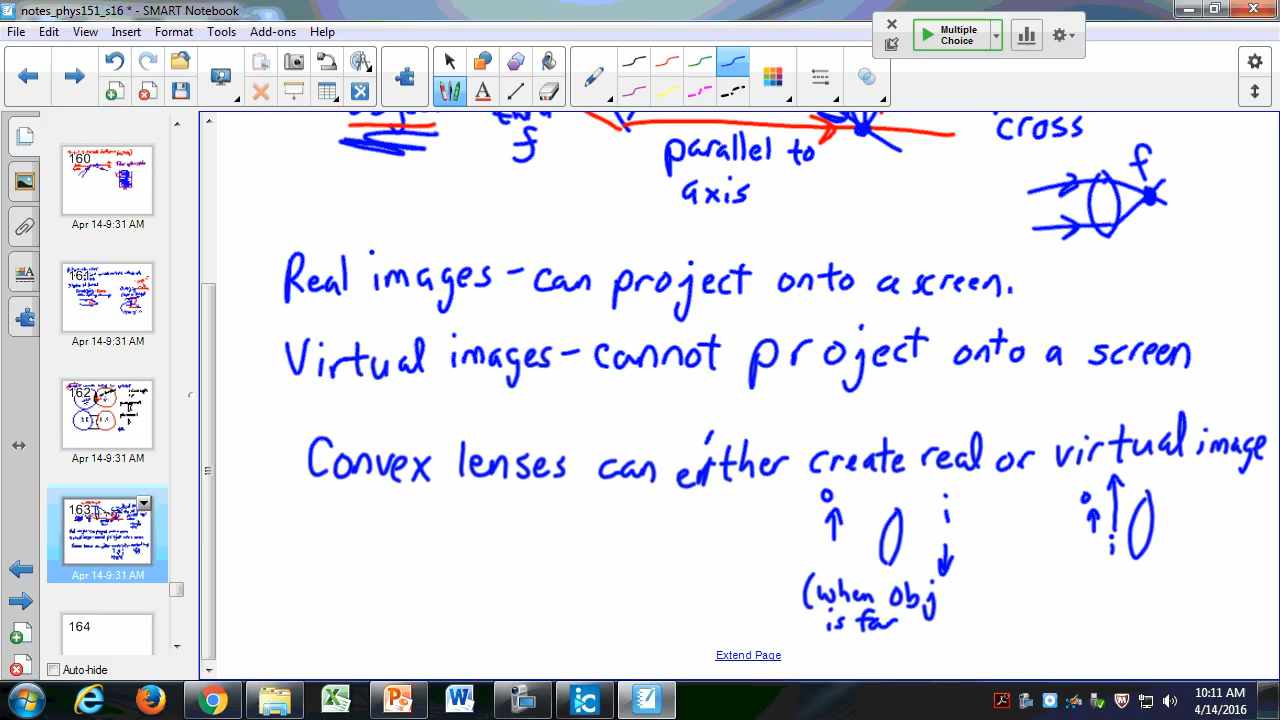 notes_phys151_s16 * - SMART Notebook
File Edit View Insert Format Tools Add-ons Help
Multiple Choice
f
parallel to
axis
cross
f
Real images - can project onto a screen.
Virtual images - cannot project onto a screen
Convex lenses can either create real or virtual image
o i o i
(when obj
is far
Extend Page
160
Apr 14-9:31 AM
161
Apr 14-9:31 AM
162
Apr 14-9:31 AM
163
Apr 14-9:31 AM
164
Auto-hide
10:11 AM
4/14/2016